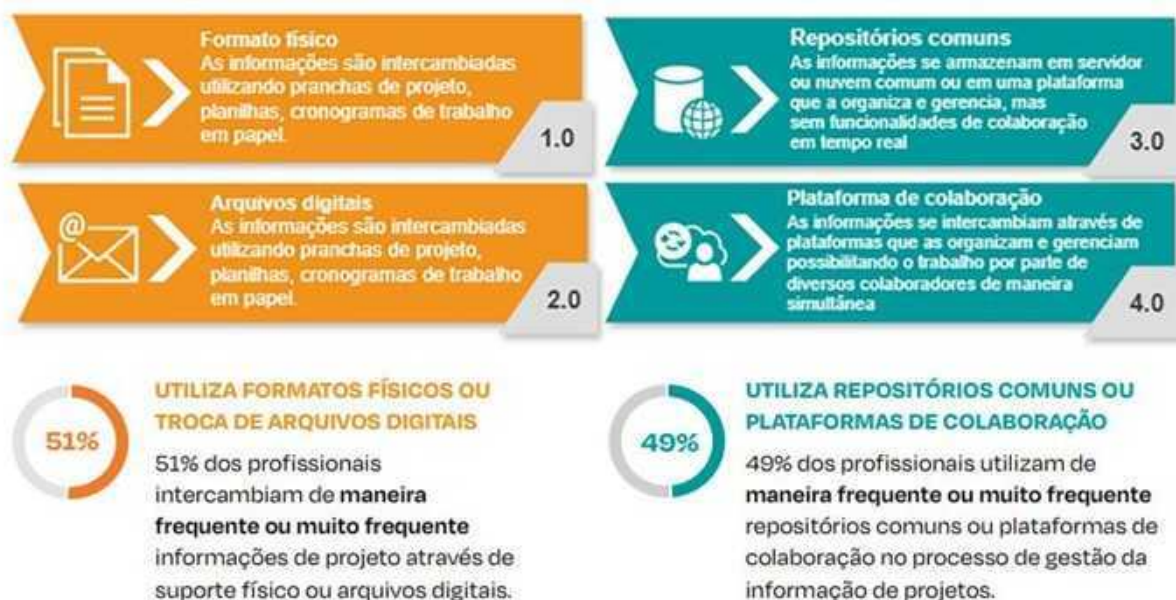 Formato físico
As informações são intercambiadas
utilizando pranchas de projeto,
planilhas, cronogramas de trabalho
em papel.
1.0
Arquivos digitais
As informações são intercambiadas
utilizando pranchas de projeto,
planilhas, cronogramas de trabalho
em papel.
2.0
Repositórios comuns
As informações se armazenam em servidor
ou nuvem comum ou em uma plataforma
que a organiza e gerencia, mas
sem funcionalidades de colaboração
em tempo real
3.0
Plataforma de colaboração
As informações se intercambiam através de
plataformas que as organizam e gerenciam
possibilitando o trabalho por parte de
diversos colaboradores de maneira
simultânea
4.0
51%
UTILIZA FORMATOS FÍSICOS OU
TROCA DE ARQUIVOS DIGITAIS
51% dos profissionais
intercambiam de maneira
frequente ou muito frequente
informações de projeto através de
suporte físico ou arquivos digitais.
49%
UTILIZA REPOSITÓRIOS COMUNS OU
PLATAFORMAS DE COLABORAÇÃO
49% dos profissionais utilizam de
maneira frequente ou muito frequente
repositórios comuns ou plataformas de
colaboração no processo de gestão da
informação de projetos.